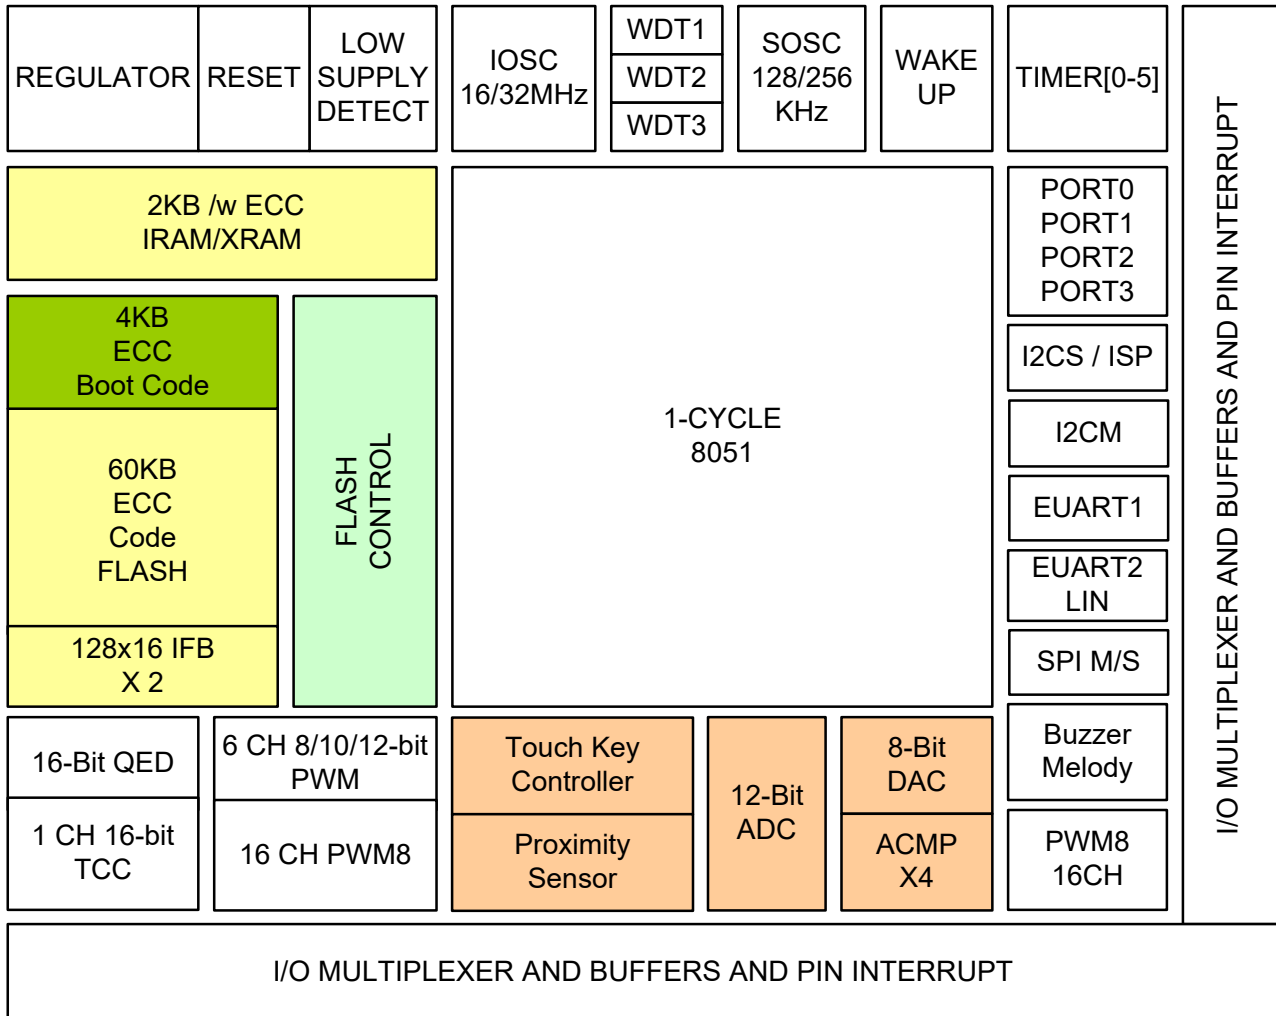 REGULATOR
RESET
LOW
SUPPLY
DETECT
IOSC
16/32MHz
WDT1
WDT2
WDT3
SOSC
128/256
KHz
WAKE
UP
TIMER[0-5]
2KB /w ECC
IRAM/XRAM
4KB
ECC
Boot Code
60KB
ECC
Code
FLASH
128x16 IFB
X 2
FLASH
CONTROL
1-CYCLE
8051
PORT0
PORT1
PORT2
PORT3
I2CS / ISP
I2CM
EUART1
EUART2
LIN
SPI M/S
Buzzer
Melody
PWM8
16CH
16-Bit QED
1 CH 16-bit
TCC
6 CH 8/10/12-bit
PWM
16 CH PWM8
Touch Key
Controller
Proximity
Sensor
12-Bit
ADC
8-Bit
DAC
ACMP
X4
I/O MULTIPLEXER AND BUFFERS AND PIN INTERRUPT
I/O MULTIPLEXER AND BUFFERS AND PIN INTERRUPT